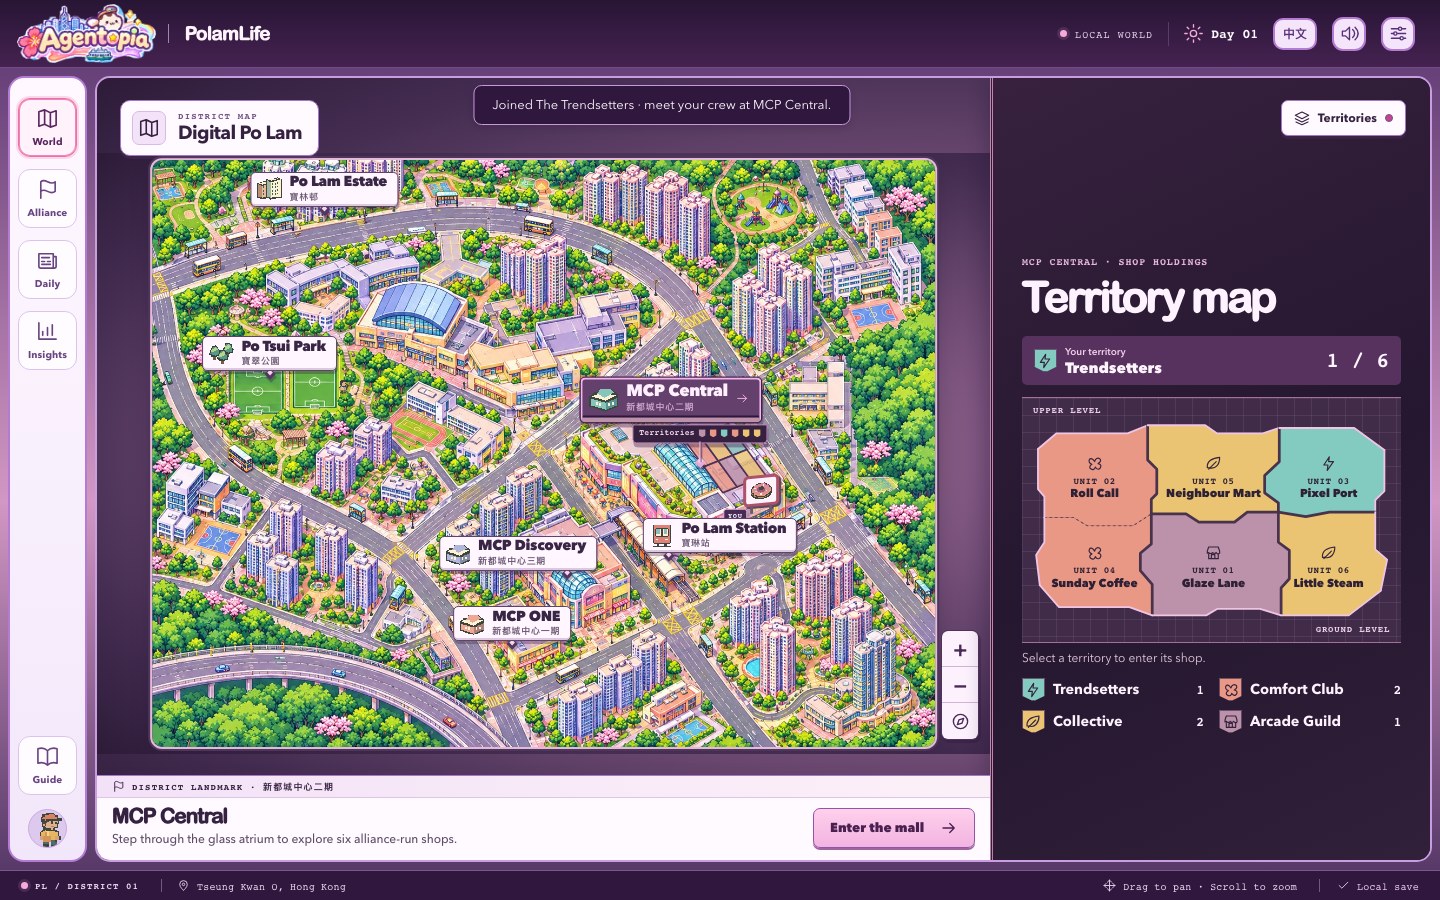 Agentopia
PolamLife
LOCAL WORLD
Day 01
中文
World
Alliance
Daily
Insights
Guide
DISTRICT MAP
Digital Po Lam
Joined The Trendsetters · meet your crew at MCP Central.
Po Lam Estate
寶林邨
Po Tsui Park
寶翠公園
MCP Central →
新都城中心二期
Territories
YOU
Po Lam Station
寶琳站
MCP Discovery
新都城中心三期
MCP ONE
新都城中心一期
+
−
DISTRICT LANDMARK · 新都城中心二期
MCP Central
Step through the glass atrium to explore six alliance-run shops.
Enter the mall →
Territories
MCP CENTRAL · SHOP HOLDINGS
Territory map
Your territory
Trendsetters
1 / 6
UPPER LEVEL
UNIT 02
Roll Call
UNIT 05
Neighbour Mart
UNIT 03
Pixel Port
UNIT 04
Sunday Coffee
UNIT 01
Glaze Lane
UNIT 06
Little Steam
GROUND LEVEL
Select a territory to enter its shop.
Trendsetters 1
Comfort Club 2
Collective 2
Arcade Guild 1
PL / DISTRICT 01
Tseung Kwan O, Hong Kong
Drag to pan · Scroll to zoom
Local save